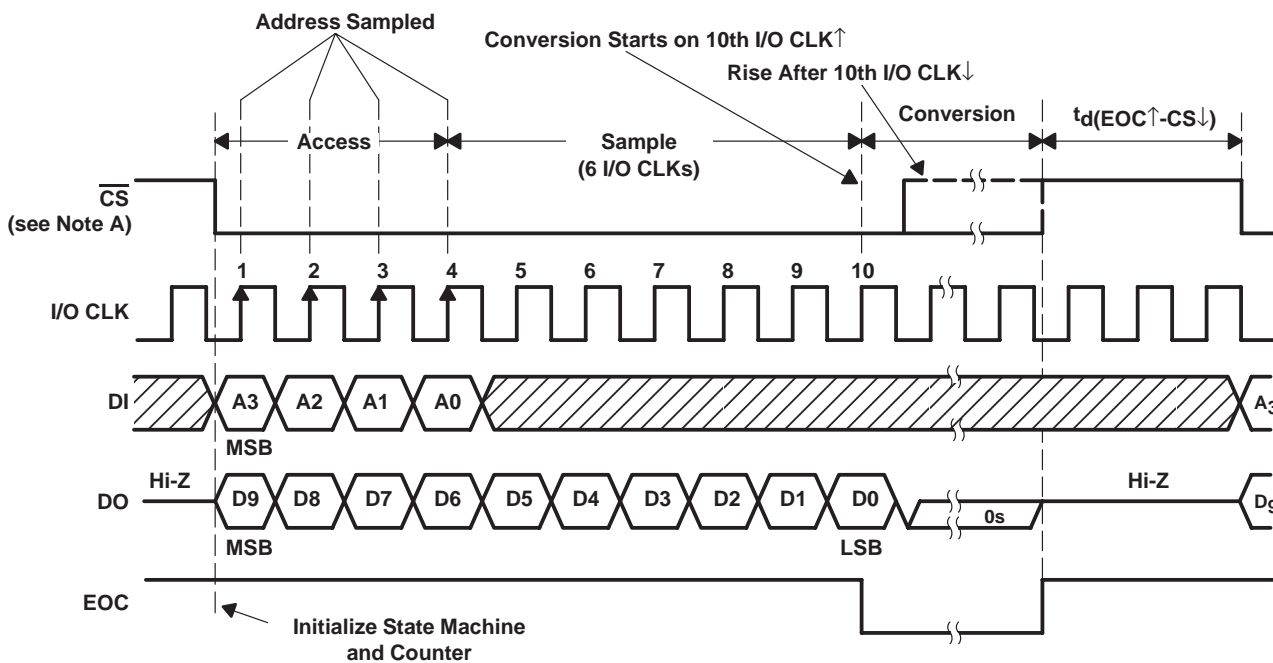 Address Sampled
Conversion Starts on 10th I/O CLK↑
Rise After 10th I/O CLK↓
Access
Sample
(6 I/O CLKs)
Conversion
td(EOC↑-CS↓)
CS
(see Note A)
1 2 3 4 5 6 7 8 9 10
I/O CLK
DI
A3 A2 A1 A0 A3
MSB
Hi-Z
DO
D9 D8 D7 D6 D5 D4 D3 D2 D1 D0 0s Hi-Z D9
MSB LSB
EOC
Initialize State Machine
and Counter